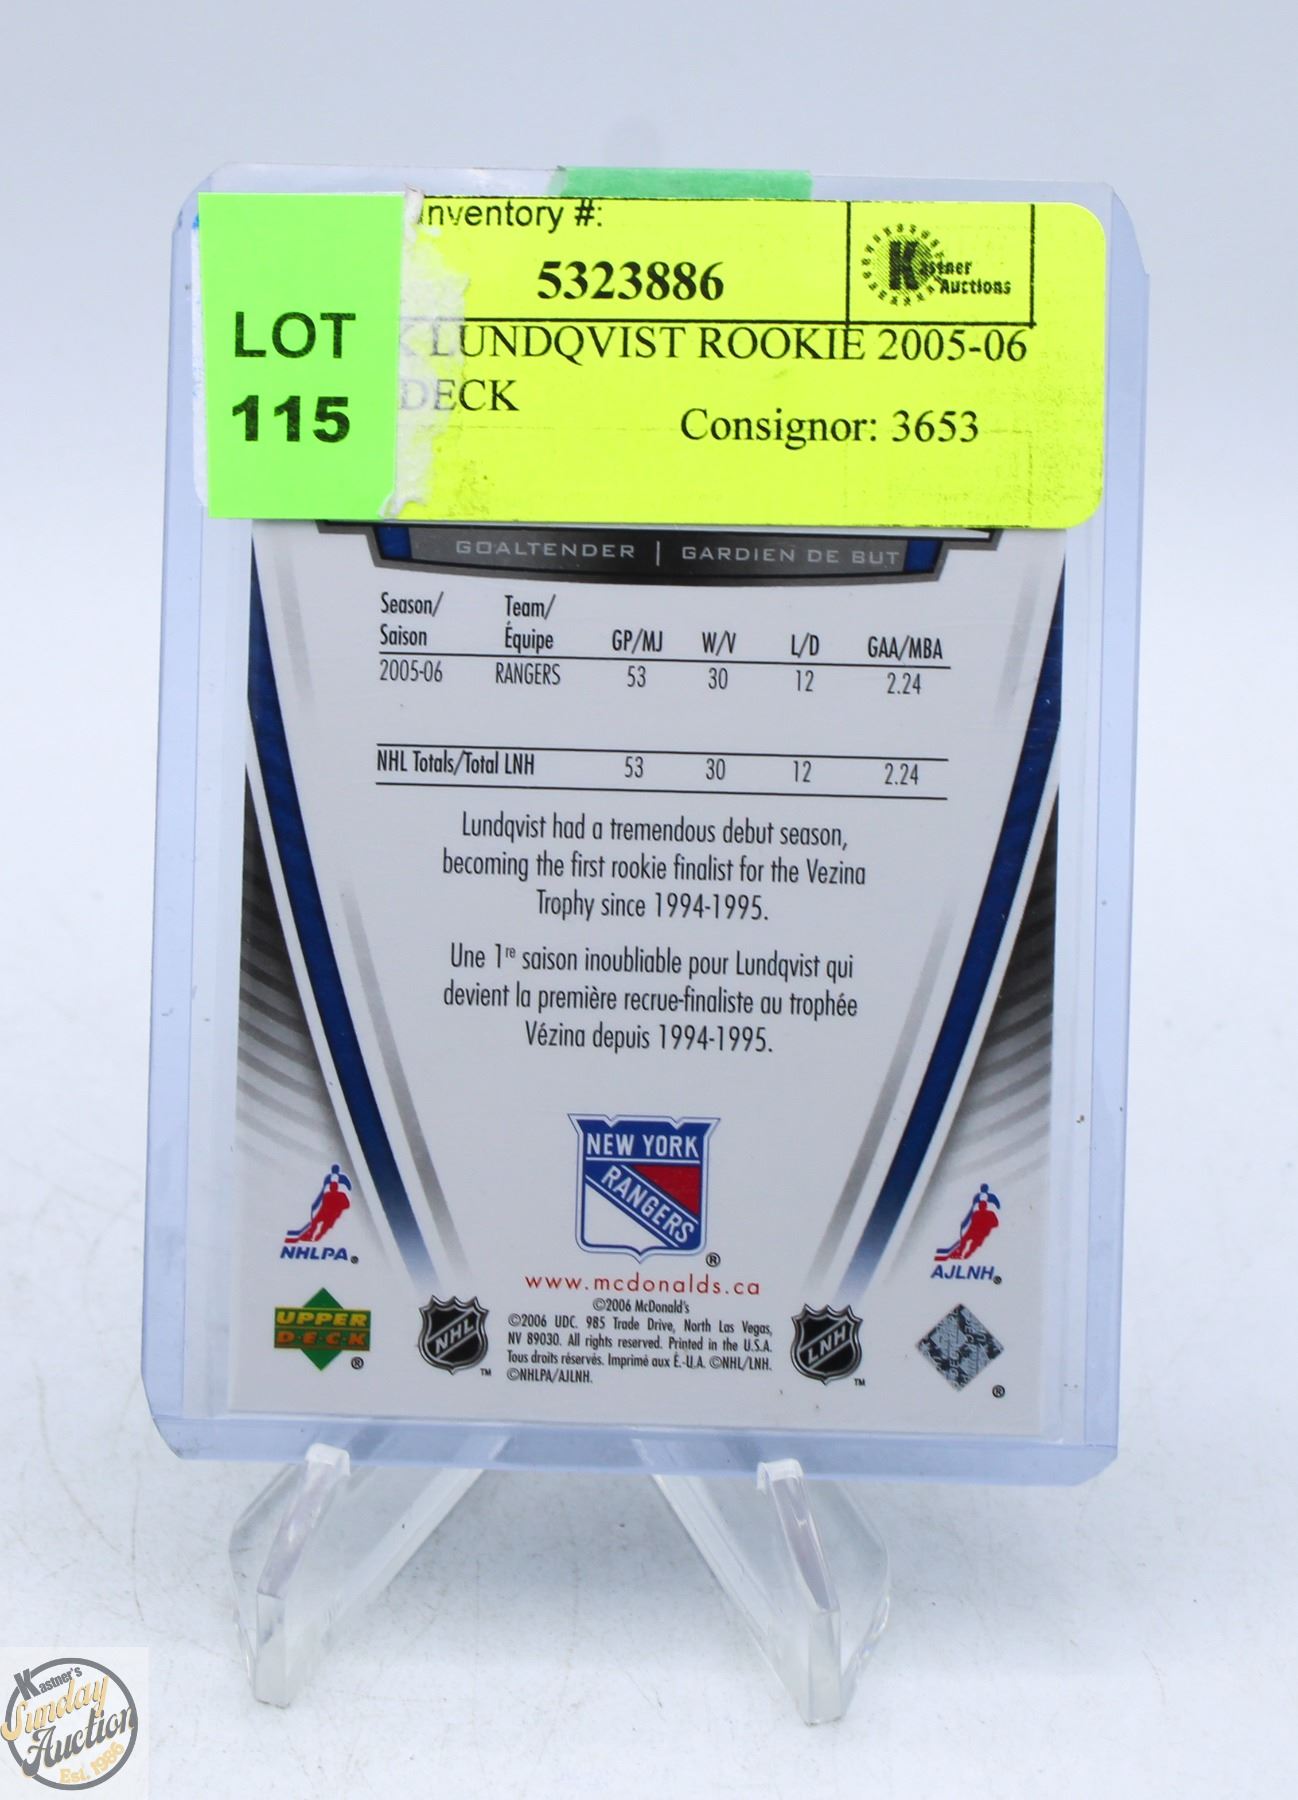 Inventory #:
5323886
Kastner
Auctions
LOT
115
K LUNDQVIST ROOKIE 2005-06
DECK
Consignor: 3653
GOALTENDER | GARDIEN DE BUT
Season/ Team/
Saison Équipe GP/MJ W/V L/D GAA/MBA
2005-06 RANGERS 53 30 12 2.24
NHL Totals/Total LNH 53 30 12 2.24
Lundqvist had a tremendous debut season,
becoming the first rookie finalist for the Vezina
Trophy since 1994-1995.
Une 1re saison inoubliable pour Lundqvist qui
devient la première recrue-finaliste au trophée
Vézina depuis 1994-1995.
NEW YORK
RANGERS
®
NHLPA®
AJLNH®
www.mcdonalds.ca
©2006 McDonald's
©2006 UDC. 985 Trade Drive, North Las Vegas,
NV 89030. All rights reserved. Printed in the U.S.A.
Tous droits réservés. Imprimé aux É.-U.A. ©NHL/LNH.
©NHLPA/AJLNH.
UPPER
DECK
®
NHL
™
LNH
™
®
Kastner's
Sunday
Auction
Est. 1986